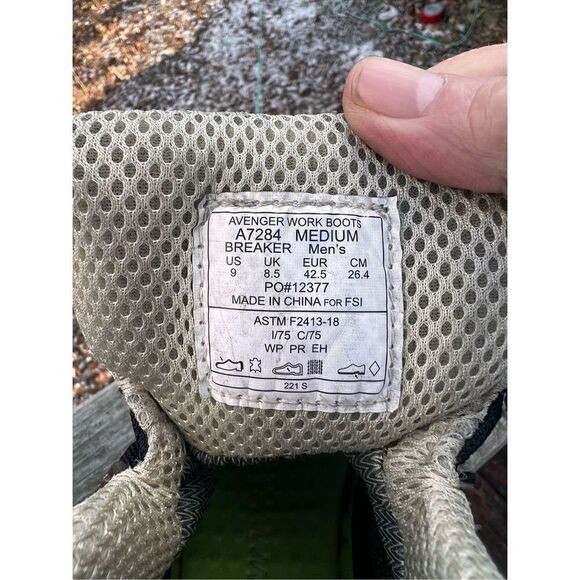 AVENGER WORK BOOTS
A7284 MEDIUM
BREAKER Men's
US UK EUR CM
9 8.5 42.5 26.4
PO#12377
MADE IN CHINA FOR FSI
ASTM F2413-18
I/75 C/75
WP PR EH
221 S